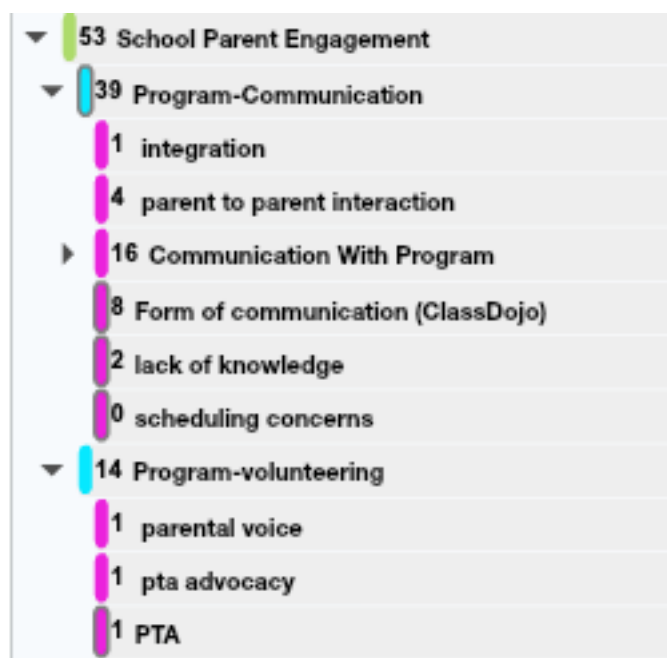 53 School Parent Engagement
39 Program-Communication
1 integration
4 parent to parent interaction
16 Communication With Program
8 Form of communication (ClassDojo)
2 lack of knowledge
0 scheduling concerns
14 Program-volunteering
1 parental voice
1 pta advocacy
1 PTA